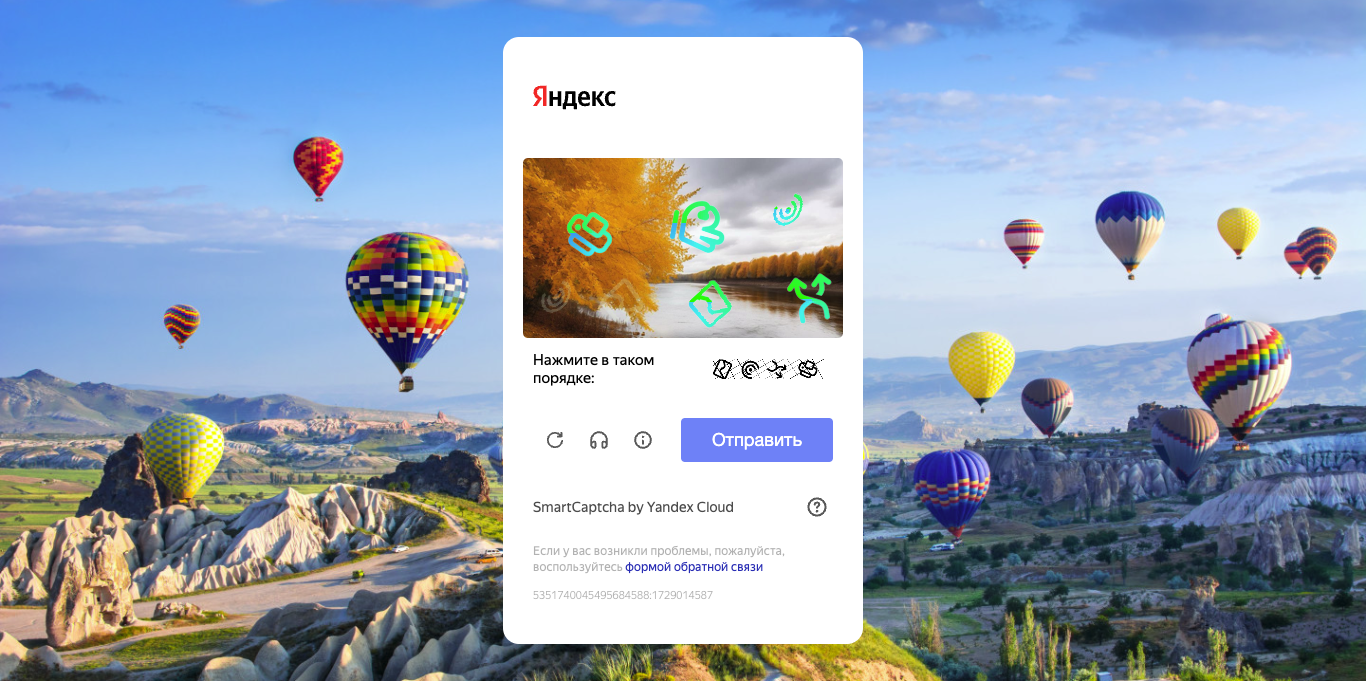 Яндекс
Нажмите в таком
порядке:
Отправить
SmartCaptcha by Yandex Cloud
Если у вас возникли проблемы, пожалуйста,
воспользуйтесь формой обратной связи
5351740045495684588:1729014587